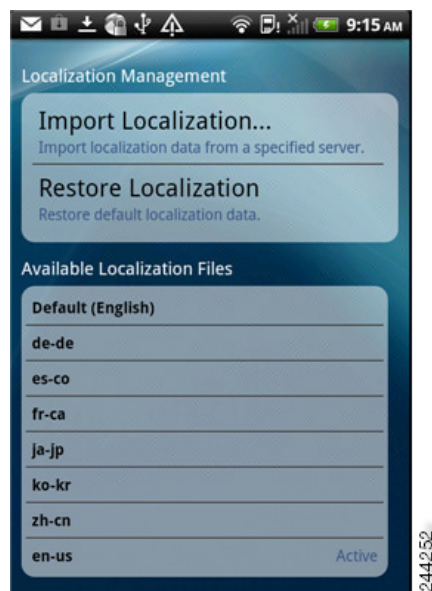 9:15 AM
Localization Management
Import Localization...
Import localization data from a specified server.
Restore Localization
Restore default localization data.
Available Localization Files
Default (English)
de-de
es-co
fr-ca
ja-jp
ko-kr
zh-cn
en-us Active
244252